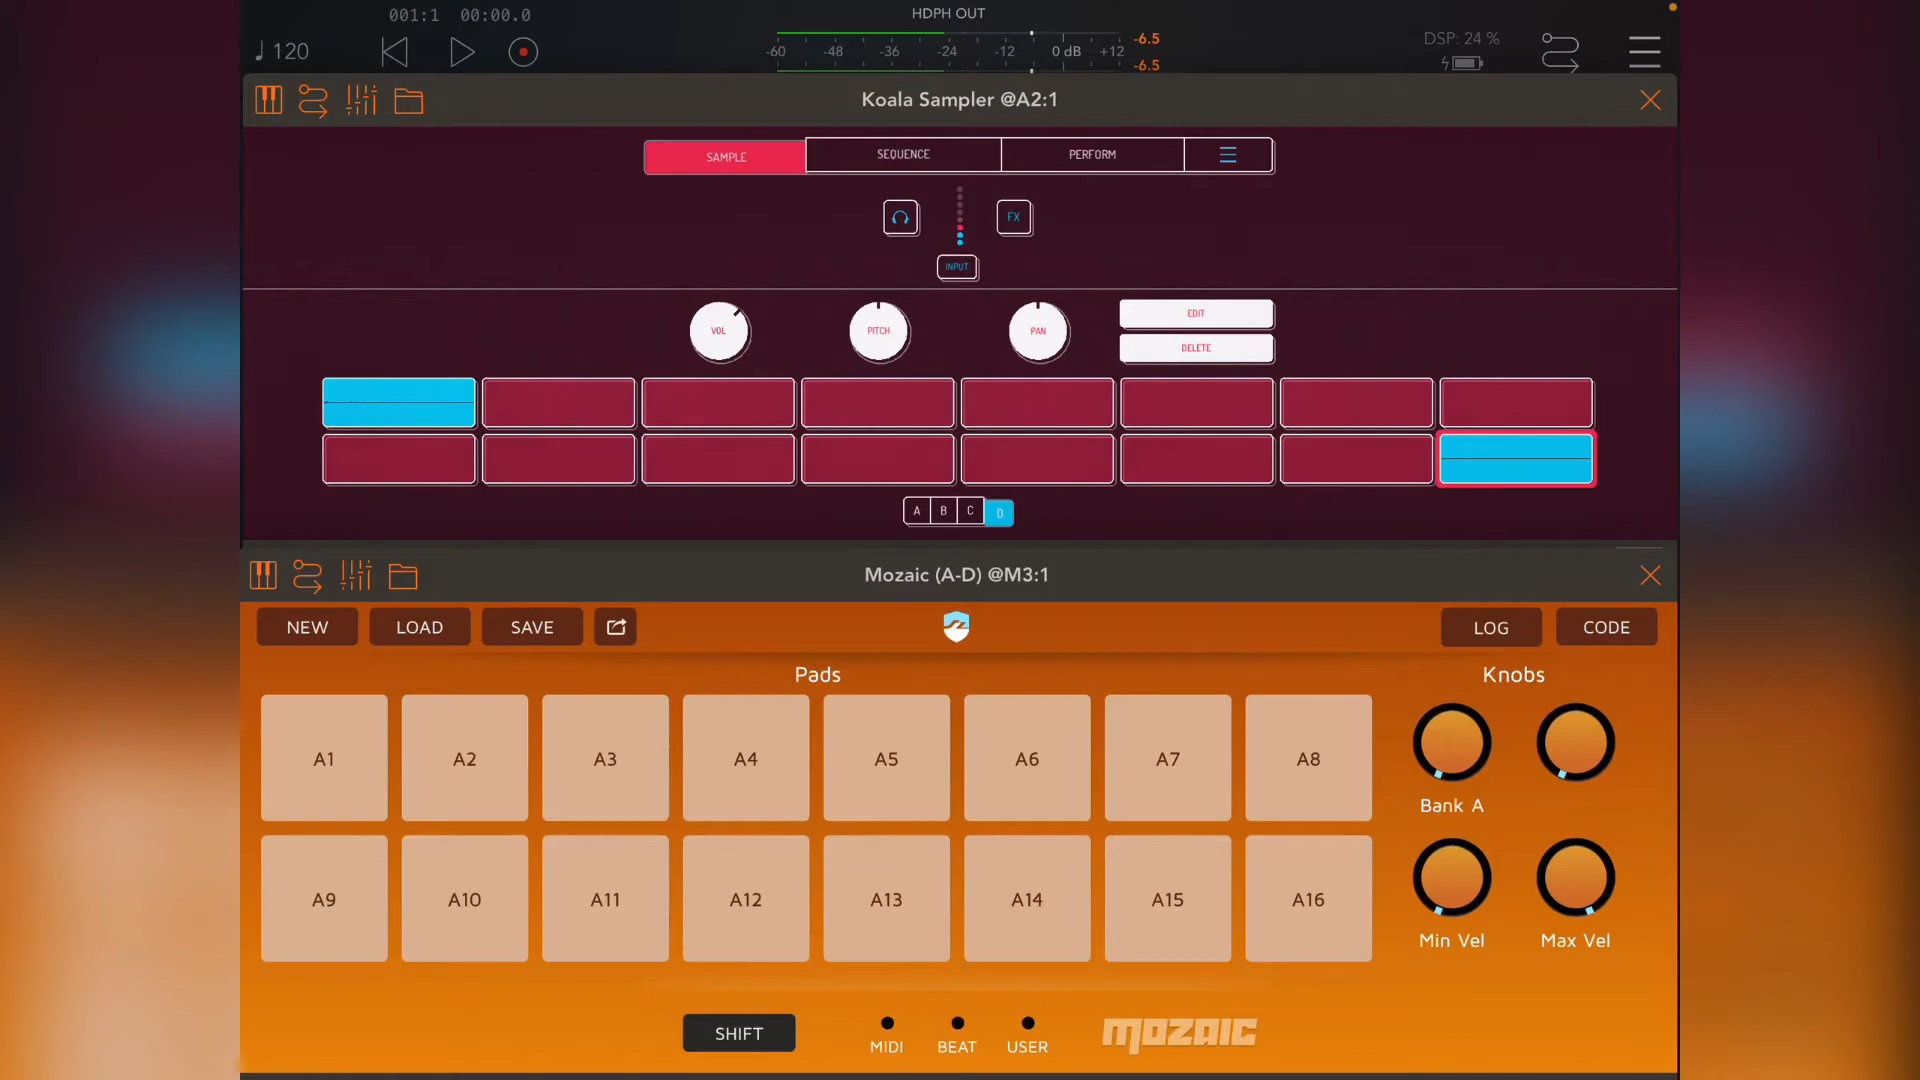 001:1 00:00.0
HDPH OUT
120
-60 -48 -36 -24 -12 0 dB +12
-6.5
-6.5
DSP: 24 %
Koala Sampler @A2:1
SAMPLE SEQUENCE PERFORM
FX
INPUT
VOL PITCH PAN
EDIT
DELETE
A B C D
Mozaic (A-D) @M3:1
NEW LOAD SAVE LOG CODE
Pads Knobs
A1 A2 A3 A4 A5 A6 A7 A8
Bank A
A9 A10 A11 A12 A13 A14 A15 A16
Min Vel Max Vel
SHIFT
MIDI BEAT USER
MOZAIC